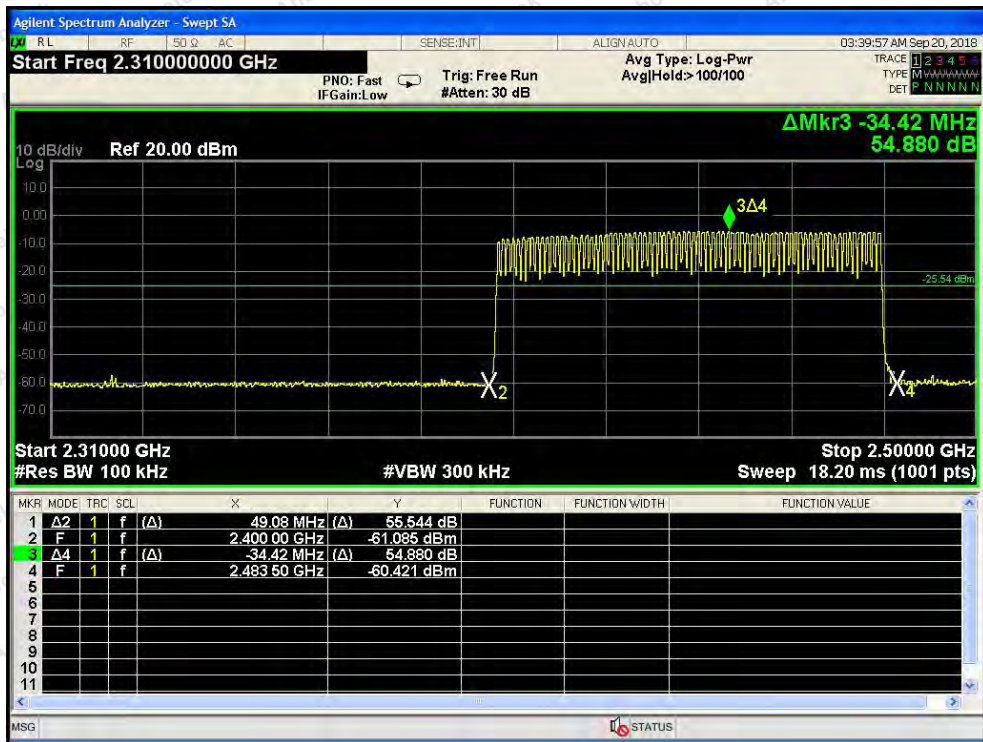 Agilent Spectrum Analyzer - Swept SA
LXI RL RF 50 Ω AC SENSE:INT ALIGNAUTO 03:39:57 AM Sep 20, 2018
Start Freq 2.310000000 GHz
PNO: Fast
IFGain:Low
Trig: Free Run
#Atten: 30 dB
Avg Type: Log-Pwr
Avg|Hold:>100/100
TRACE 1 2 3 4 5 6
TYPE M WWWWW
DET P N N N N N
ΔMkr3 -34.42 MHz
54.880 dB
10 dB/div Ref 20.00 dBm
Log
10.0
0.00
-10.0
-20.0
-30.0
-40.0
-50.0
-60.0
-70.0
3Δ4
-25.54 dBm
2
4
Start 2.31000 GHz Stop 2.50000 GHz
#Res BW 100 kHz #VBW 300 kHz Sweep 18.20 ms (1001 pts)
MKR MODE TRC SCL X Y FUNCTION FUNCTION WIDTH FUNCTION VALUE
1 Δ2 1 f (Δ) 49.08 MHz (Δ) 55.544 dB
2 F 1 f 2.400 00 GHz -61.085 dBm
3 Δ4 1 f (Δ) -34.42 MHz (Δ) 54.880 dB
4 F 1 f 2.483 50 GHz -60.421 dBm
5
6
7
8
9
10
11
MSG STATUS